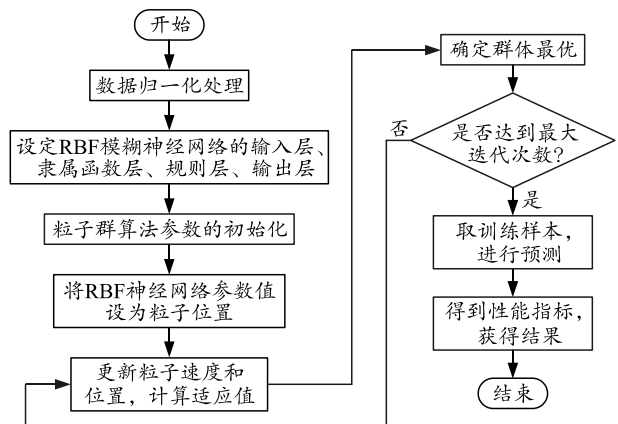 开始
数据归一化处理
设定RBF模糊神经网络的输入层、
隶属函数层、规则层、输出层
粒子群算法参数的初始化
将RBF神经网络参数值
设为粒子位置
更新粒子速度和
位置，计算适应值
确定群体最优
是否达到最大
迭代次数?
否
是
取训练样本，
进行预测
得到性能指标，
获得结果
结束